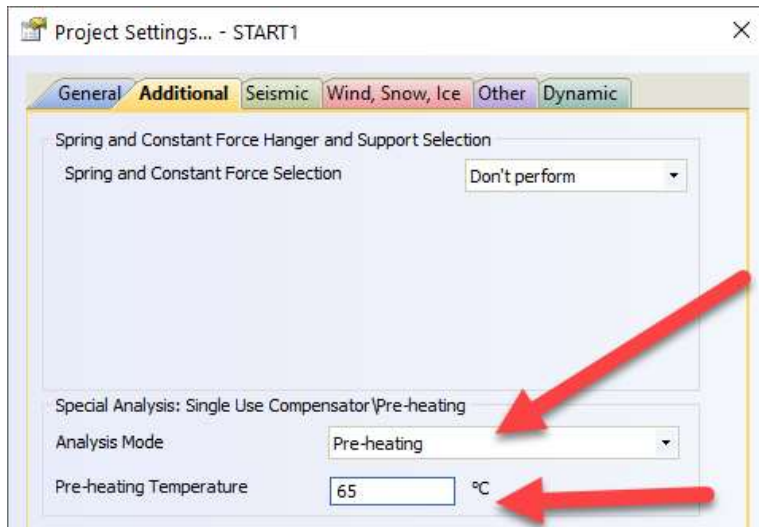 Project Settings... - START1
General Additional Seismic Wind, Snow, Ice Other Dynamic
Spring and Constant Force Hanger and Support Selection
Spring and Constant Force Selection Don't perform
Special Analysis: Single Use Compensator\Pre-heating
Analysis Mode Pre-heating
Pre-heating Temperature 65 °C